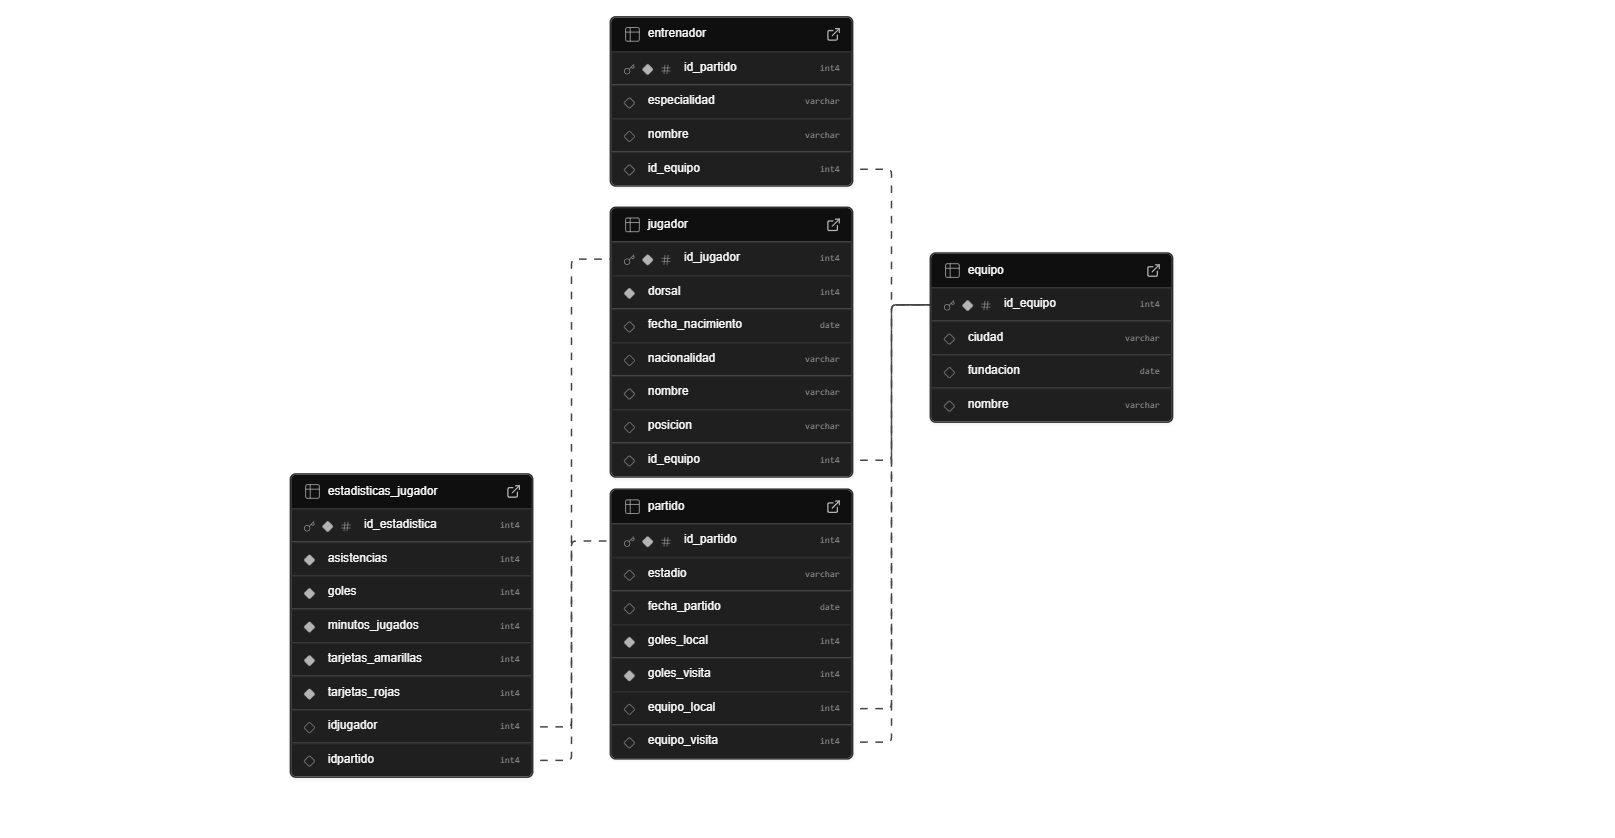 entrenador
id_partido int4
especialidad varchar
nombre varchar
id_equipo int4
jugador
id_jugador int4
dorsal int4
fecha_nacimiento date
nacionalidad varchar
nombre varchar
posicion varchar
id_equipo int4
equipo
id_equipo int4
ciudad varchar
fundacion date
nombre varchar
estadisticas_jugador
id_estadistica int4
asistencias int4
goles int4
minutos_jugados int4
tarjetas_amarillas int4
tarjetas_rojas int4
idjugador int4
idpartido int4
partido
id_partido int4
estadio varchar
fecha_partido date
goles_local int4
goles_visita int4
equipo_local int4
equipo_visita int4